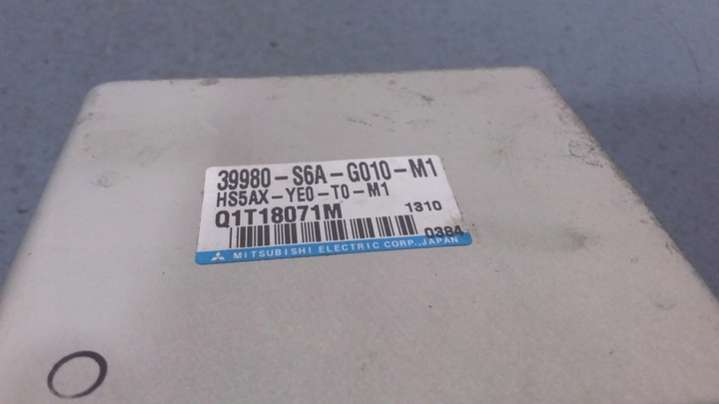 39980-S6A-G010-M1
HS5AX-YE0-T0-M1
Q1T18071M 1310
0384
MITSUBISHI ELECTRIC CORP., JAPAN